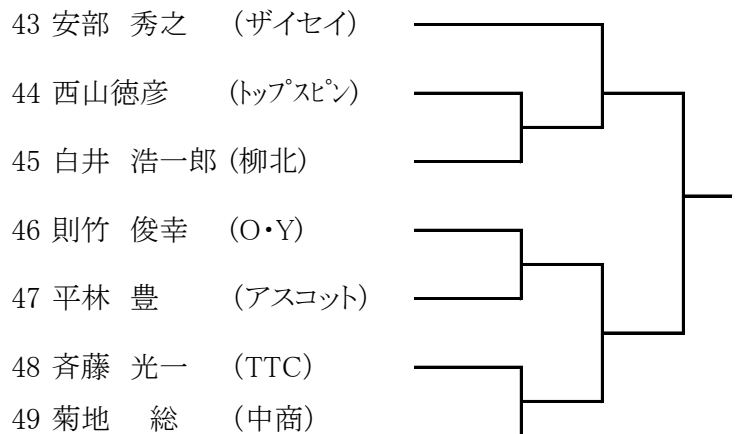 43 安部 秀之 (ザイセイ)
44 西山徳彦 (トップスピン)
45 白井 浩一郎 (柳北)
46 則竹 俊幸 (O・Y)
47 平林 豊 (アスコット)
48 斉藤 光一 (TTC)
49 菊地 総 (中商)